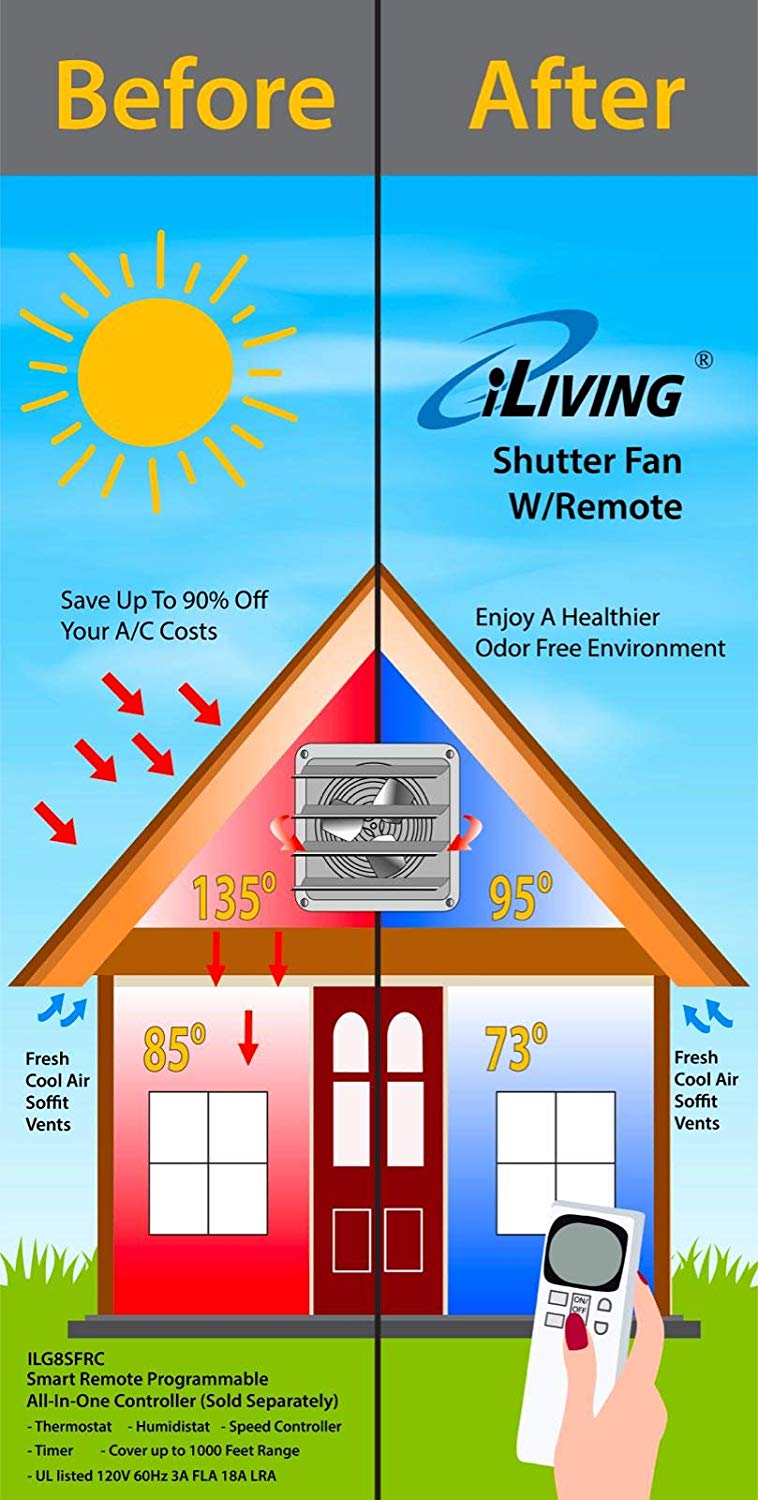 Before
After
iLIVING ®
Shutter Fan
W/Remote
Save Up To 90% Off
Your A/C Costs
Enjoy A Healthier
Odor Free Environment
135°
95°
85°
73°
Fresh
Cool Air
Soffit
Vents
Fresh
Cool Air
Soffit
Vents
ON/
OFF
ILG8SFRC
Smart Remote Programmable
All-In-One Controller (Sold Separately)
- Thermostat - Humidistat - Speed Controller
- Timer - Cover up to 1000 Feet Range
- UL listed 120V 60Hz 3A FLA 18A LRA